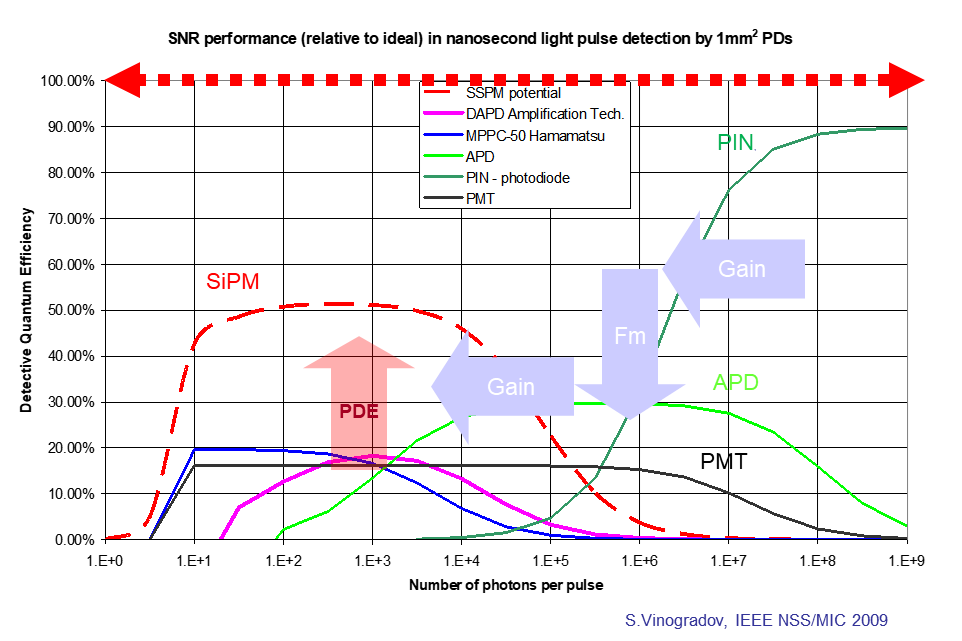 SNR performance (relative to ideal) in nanosecond light pulse detection by 1mm² PDs
100.00%
90.00%
80.00%
70.00%
60.00%
50.00%
40.00%
30.00%
20.00%
10.00%
0.00%
Detective Quantum Efficiency
SSPM potential
DAPD Amplification Tech.
MPPC-50 Hamamatsu
APD
PIN - photodiode
PMT
PIN
SiPM
Gain
Fm
Gain
APD
PDE
PMT
1.E+0 1.E+1 1.E+2 1.E+3 1.E+4 1.E+5 1.E+6 1.E+7 1.E+8 1.E+9
Number of photons per pulse
S.Vinogradov, IEEE NSS/MIC 2009